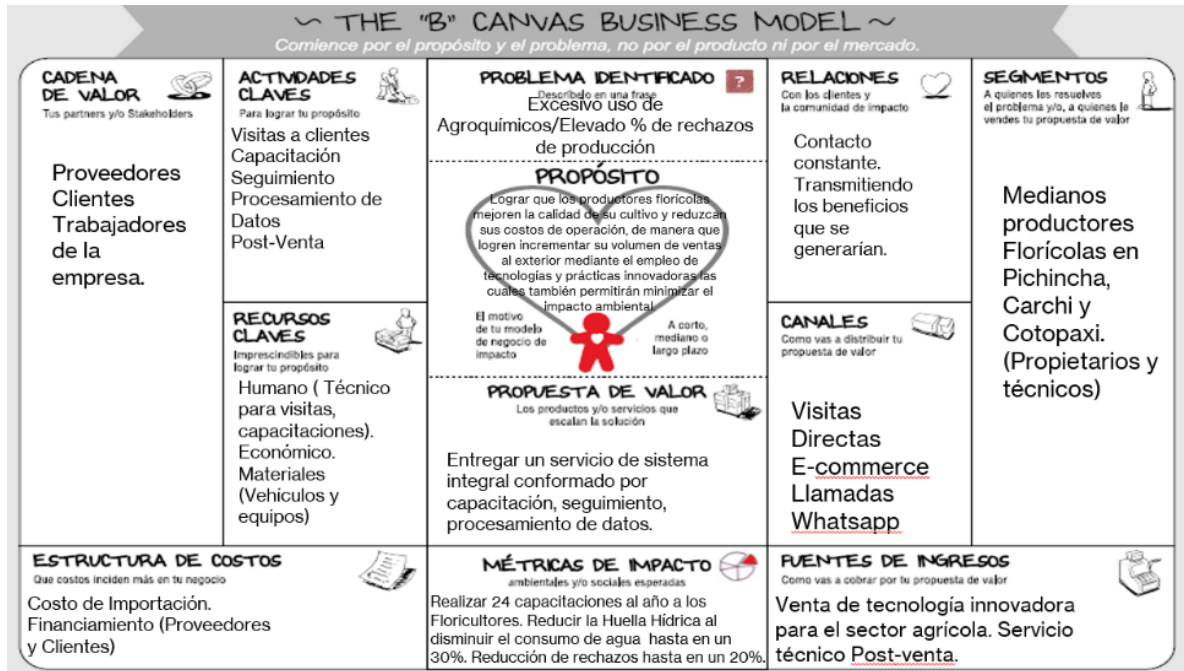 ~ THE "B" CANVAS BUSINESS MODEL ~
Comience por el propósito y el problema, no por el producto ni por el mercado.
CADENA
DE VALOR
Tus partners y/o Stakeholders
Proveedores
Clientes
Trabajadores
de la
empresa.
ACTIVIDADES
CLAVES
Para lograr tu propósito
Visitas a clientes
Capacitación
Seguimiento
Procesamiento de
Datos
Post-Venta
RECURSOS
CLAVES
Imprescindibles para
lograr tu propósito
Humano ( Técnico
para visitas,
capacitaciones).
Económico.
Materiales
(Vehículos y
equipos)
PROBLEMA IDENTIFICADO ?
Descríbelo en una frase
Excesivo uso de
Agroquímicos/Elevado % de rechazos
de producción
PROPÓSITO
Lograr que los productores florícolas
mejoren la calidad de su cultivo y reduzcan
sus costos de operación, de manera que
logren incrementar su volumen de ventas
al exterior mediante el empleo de
tecnologías y prácticas innovadoras las
cuales también permitirán minimizar el
impacto ambiental.
El motivo
de tu modelo
de negocio de
impacto
A corto,
mediano o
largo plazo
PROPUESTA DE VALOR
Los productos y/o servicios que
escalan la solución
Entregar un servicio de sistema
integral conformado por
capacitación, seguimiento,
procesamiento de datos.
RELACIONES
Con los clientes y
la comunidad de impacto
Contacto
constante.
Transmitiendo
los beneficios
que se
generarían.
CANALES
Como vas a distribuir tu
propuesta de valor
Visitas
Directas
E-commerce
Llamadas
Whatsapp
SEGMENTOS
A quienes les resuelves
el problema y/o, a quienes le
vendes tu propuesta de valor
Medianos
productores
Florícolas en
Pichincha,
Carchi y
Cotopaxi.
(Propietarios y
técnicos)
ESTRUCTURA DE COSTOS
Que costos inciden más en tu negocio
Costo de Importación.
Financiamiento (Proveedores
y Clientes)
MÉTRICAS DE IMPACTO
ambientales y/o sociales esperadas
Realizar 24 capacitaciones al año a los
Floricultores. Reducir la Huella Hídrica al
disminuir el consumo de agua hasta en un
30%. Reducción de rechazos hasta en un 20%.
FUENTES DE INGRESOS
Como vas a cobrar por tu propuesta de valor
Venta de tecnología innovadora
para el sector agrícola. Servicio
técnico Post-venta.